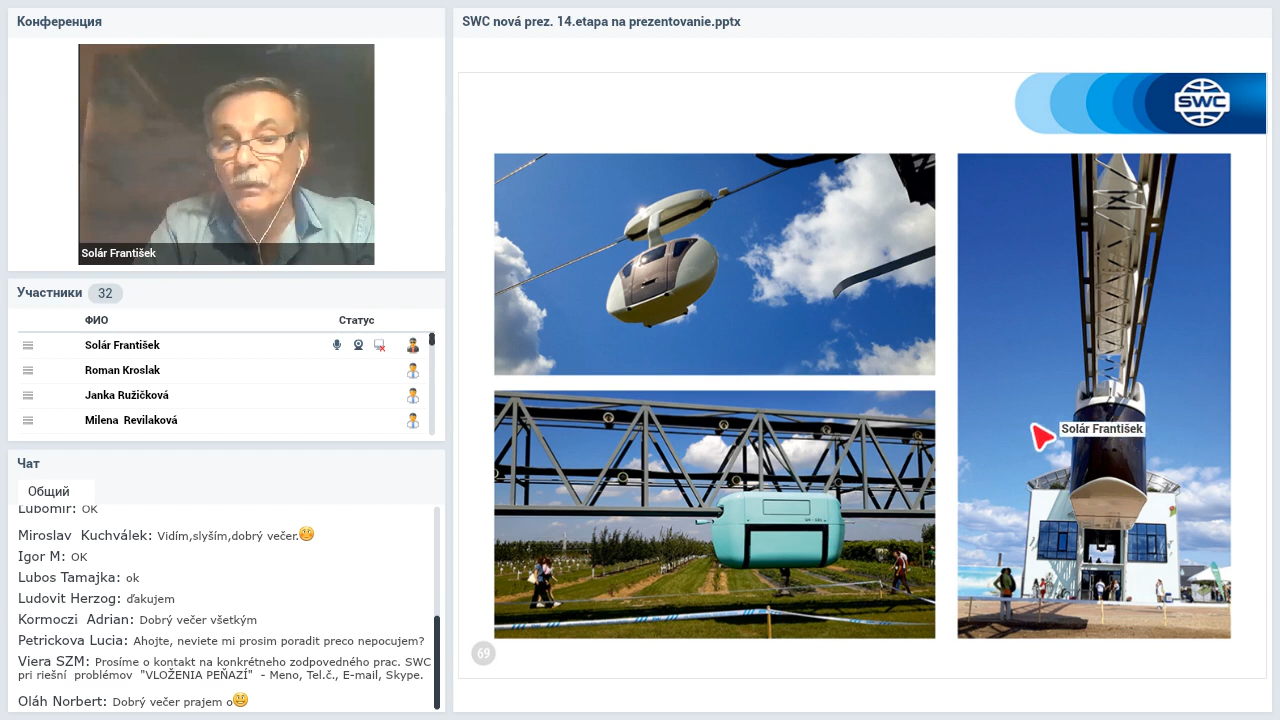 Конференция
Solár František
Участники 32
ФИО Статус
Solár František
Roman Kroslak
Janka Ružičková
Milena Revilaková
Чат
Общий
Lubomir: OK
Miroslav Kuchválek: Vidím,slyším,dobrý večer.
Igor M: OK
Lubos Tamajka: ok
Ludovit Herzog: ďakujem
Kormoczi Adrian: Dobrý večer všetkým
Petrickova Lucia: Ahojte, neviete mi prosim poradit preco nepocujem?
Viera SZM: Prosíme o kontakt na konkrétneho zodpovedného prac. SWC
pri riešní problémov "VLOŽENIA PEŇAZÍ" - Meno, Tel.č., E-mail, Skype.
Oláh Norbert: Dobrý večer prajem o
SWC nová prez. 14.etapa na prezentovanie.pptx
SWC
Solár František
69